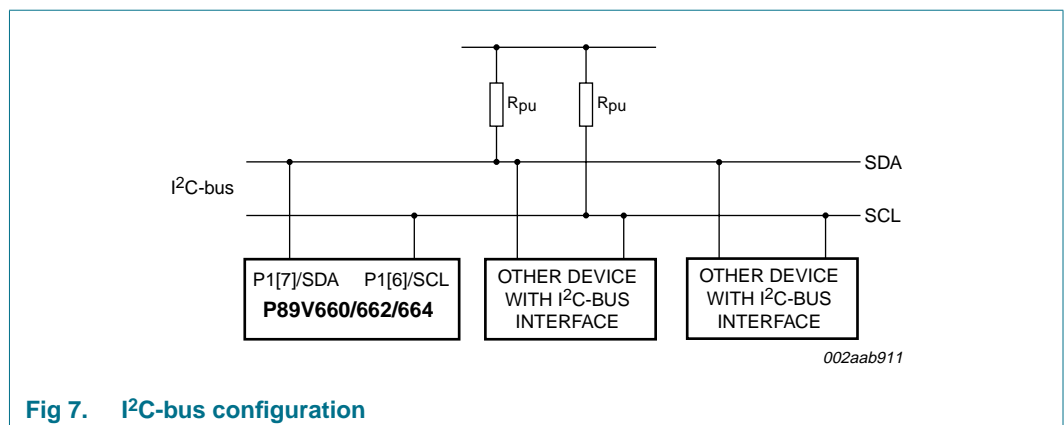 Rpu
Rpu
SDA
I²C-bus
SCL
P1[7]/SDA P1[6]/SCL
P89V660/662/664
OTHER DEVICE
WITH I²C-BUS
INTERFACE
OTHER DEVICE
WITH I²C-BUS
INTERFACE
002aab911
Fig 7. I²C-bus configuration